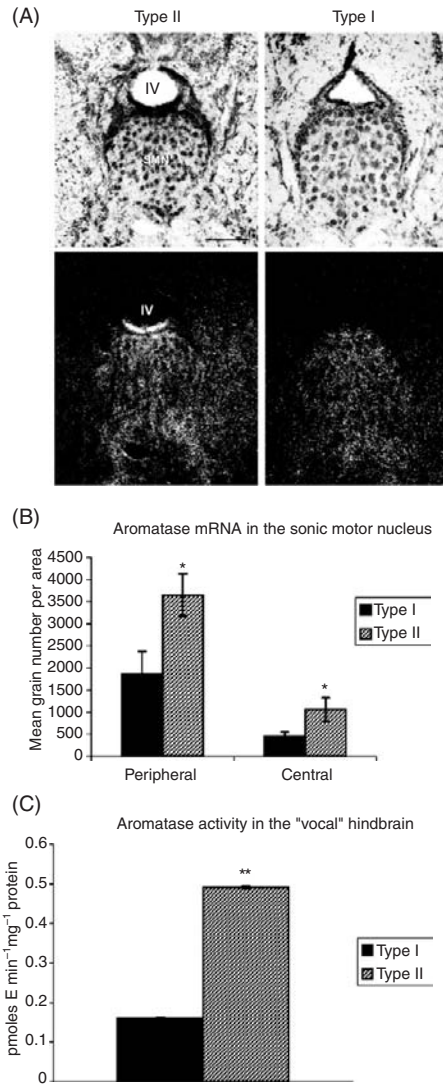 (A)
Type II
Type I
IV
SMN
IV
(B)
Aromatase mRNA in the sonic motor nucleus
Mean grain number per area
4500
4000
3500
3000
2500
2000
1500
1000
500
0
*
*
Type I
Type II
Peripheral
Central
(C)
Aromatase activity in the "vocal" hindbrain
pmoles E min⁻¹mg⁻¹ protein
0.6
0.5
0.4
0.3
0.2
0.1
0
**
Type I
Type II